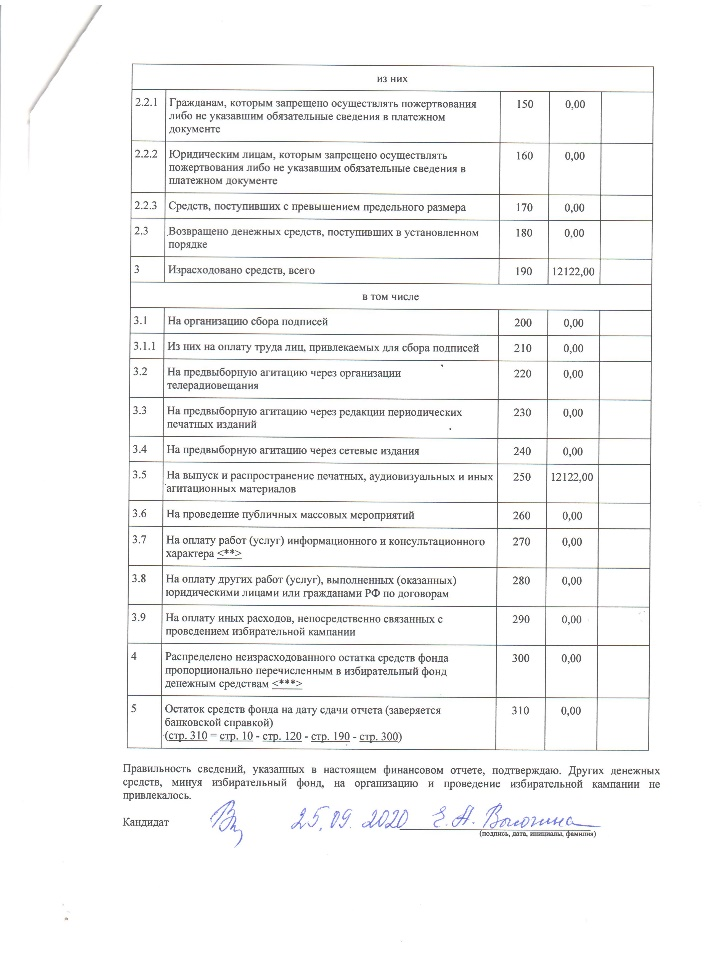 из них
2.2.1 Гражданам, которым запрещено осуществлять пожертвования 150 0,00
либо не указавшим обязательные сведения в платежном
документе
2.2.2 Юридическим лицам, которым запрещено осуществлять 160 0,00
пожертвования либо не указавшим обязательные сведения в
платежном документе
2.2.3 Средств, поступивших с превышением предельного размера 170 0,00
2.3 Возвращено денежных средств, поступивших в установленном 180 0,00
порядке
3 Израсходовано средств, всего 190 12122,00
в том числе
3.1 На организацию сбора подписей 200 0,00
3.1.1 Из них на оплату труда лиц, привлекаемых для сбора подписей 210 0,00
3.2 На предвыборную агитацию через организации 220 0,00
телерадиовещания
3.3 На предвыборную агитацию через редакции периодических 230 0,00
печатных изданий
3.4 На предвыборную агитацию через сетевые издания 240 0,00
3.5 На выпуск и распространение печатных, аудиовизуальных и иных 250 12122,00
агитационных материалов
3.6 На проведение публичных массовых мероприятий 260 0,00
3.7 На оплату работ (услуг) информационного и консультационного 270 0,00
характера <**>
3.8 На оплату других работ (услуг), выполненных (оказанных) 280 0,00
юридическими лицами или гражданами РФ по договорам
3.9 На оплату иных расходов, непосредственно связанных с 290 0,00
проведением избирательной кампании
4 Распределено неизрасходованного остатка средств фонда 300 0,00
пропорционально перечисленным в избирательный фонд
денежным средствам <***>
5 Остаток средств фонда на дату сдачи отчета (заверяется 310 0,00
банковской справкой)
(стр. 310 = стр. 10 - стр. 120 - стр. 190 - стр. 300)
Правильность сведений, указанных в настоящем финансовом отчете, подтверждаю. Других денежных
средств, минуя избирательный фонд, на организацию и проведение избирательной кампании не
привлекалось.
Кандидат 25.09.2020 Е.А.
(подпись, дата, инициалы, фамилия)